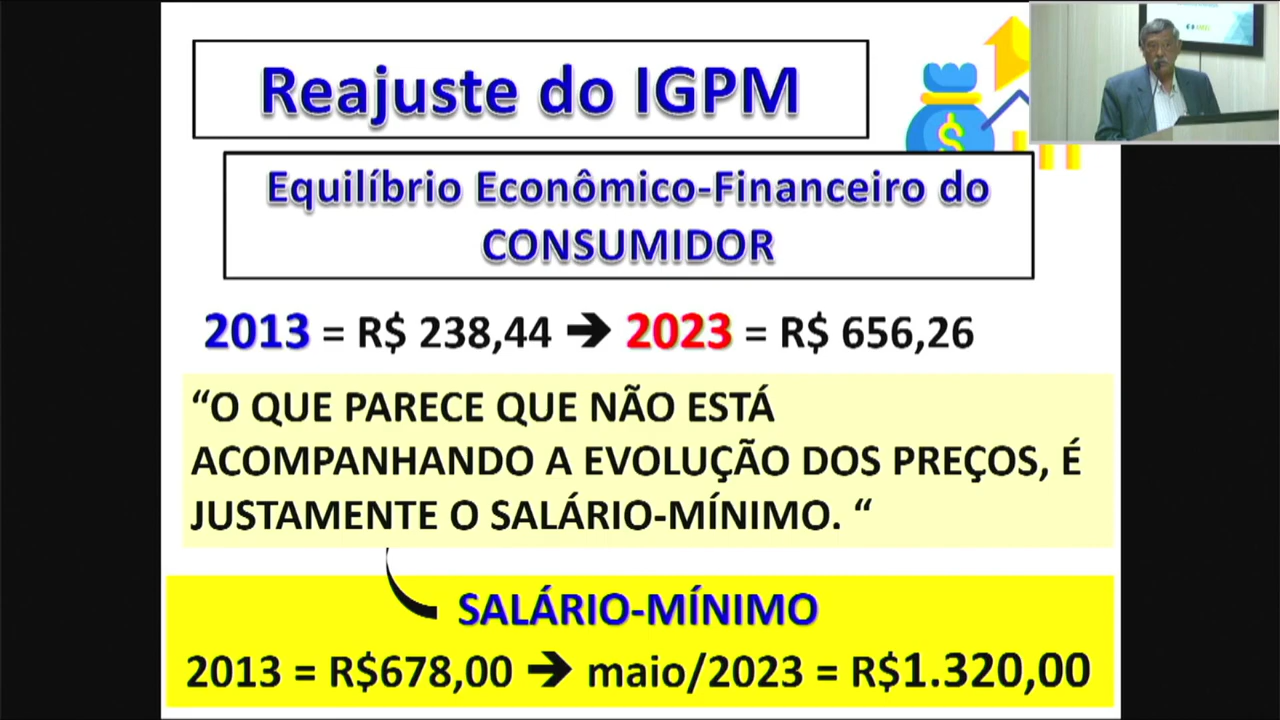 Reajuste do IGPM
Equilíbrio Econômico-Financeiro do
CONSUMIDOR
2013 = R$ 238,44 ➔ 2023 = R$ 656,26
“O QUE PARECE QUE NÃO ESTÁ
ACOMPANHANDO A EVOLUÇÃO DOS PREÇOS, É
JUSTAMENTE O SALÁRIO-MÍNIMO. “
SALÁRIO-MÍNIMO
2013 = R$678,00 ➔ maio/2023 = R$1.320,00